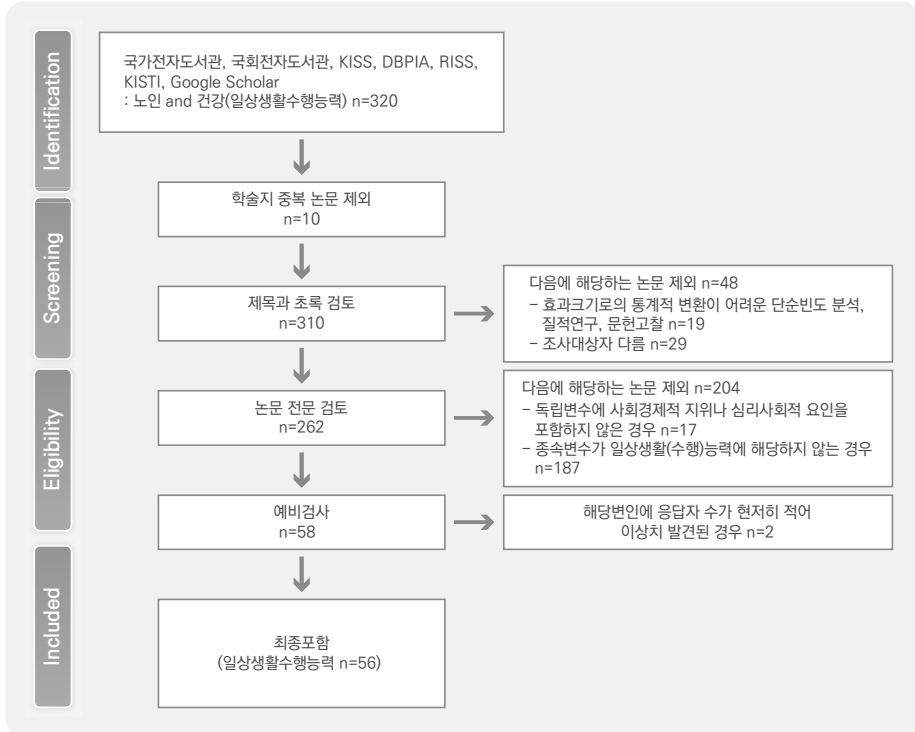 Identification
국가전자도서관, 국회전자도서관, KISS, DBPIA, RISS,
KISTI, Google Scholar
: 노인 and 건강(일상생활수행능력) n=320
학술지 중복 논문 제외
n=10
Screening
제목과 초록 검토
n=310
다음에 해당하는 논문 제외 n=48
- 효과크기로의 통계적 변환이 어려운 단순빈도 분석,
질적연구, 문헌고찰 n=19
- 조사대상자 다름 n=29
Eligibility
논문 전문 검토
n=262
다음에 해당하는 논문 제외 n=204
- 독립변수에 사회경제적 지위나 심리사회적 요인을
포함하지 않은 경우 n=17
- 종속변수가 일상생활(수행)능력에 해당하지 않는 경우
n=187
예비검사
n=58
해당변인에 응답자 수가 현저히 적어
이상치 발견된 경우 n=2
Included
최종포함
(일상생활수행능력 n=56)